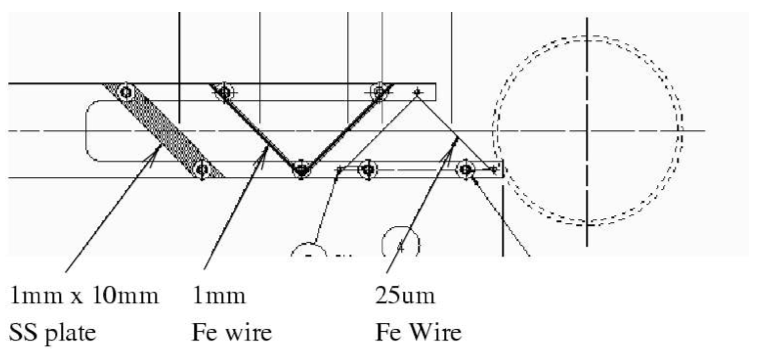 1mm x 10mm
SS plate
1mm
Fe wire
25um
Fe Wire